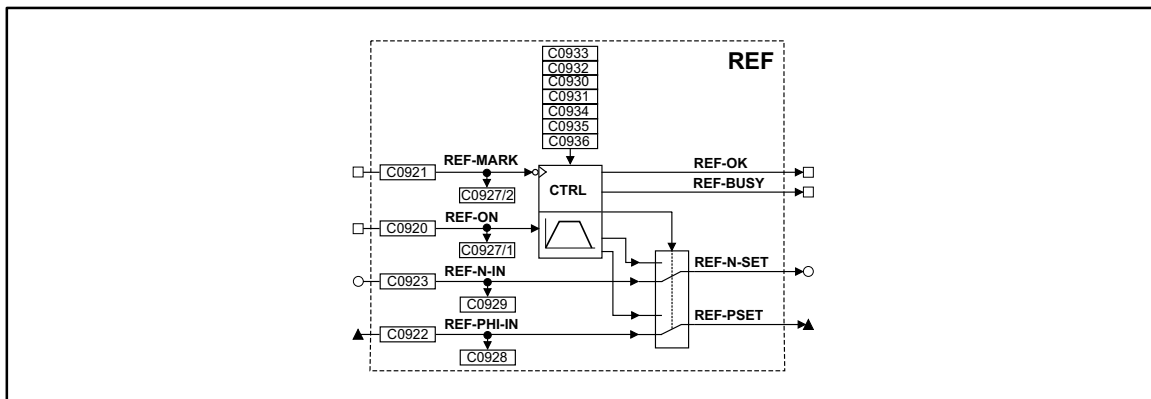 REF
C0933
C0932
C0930
C0931
C0934
C0935
C0936
C0921
REF-MARK
C0927/2
CTRL
REF-OK
REF-BUSY
C0920
REF-ON
C0927/1
C0923
REF-N-IN
C0929
REF-N-SET
C0922
REF-PHI-IN
C0928
REF-PSET